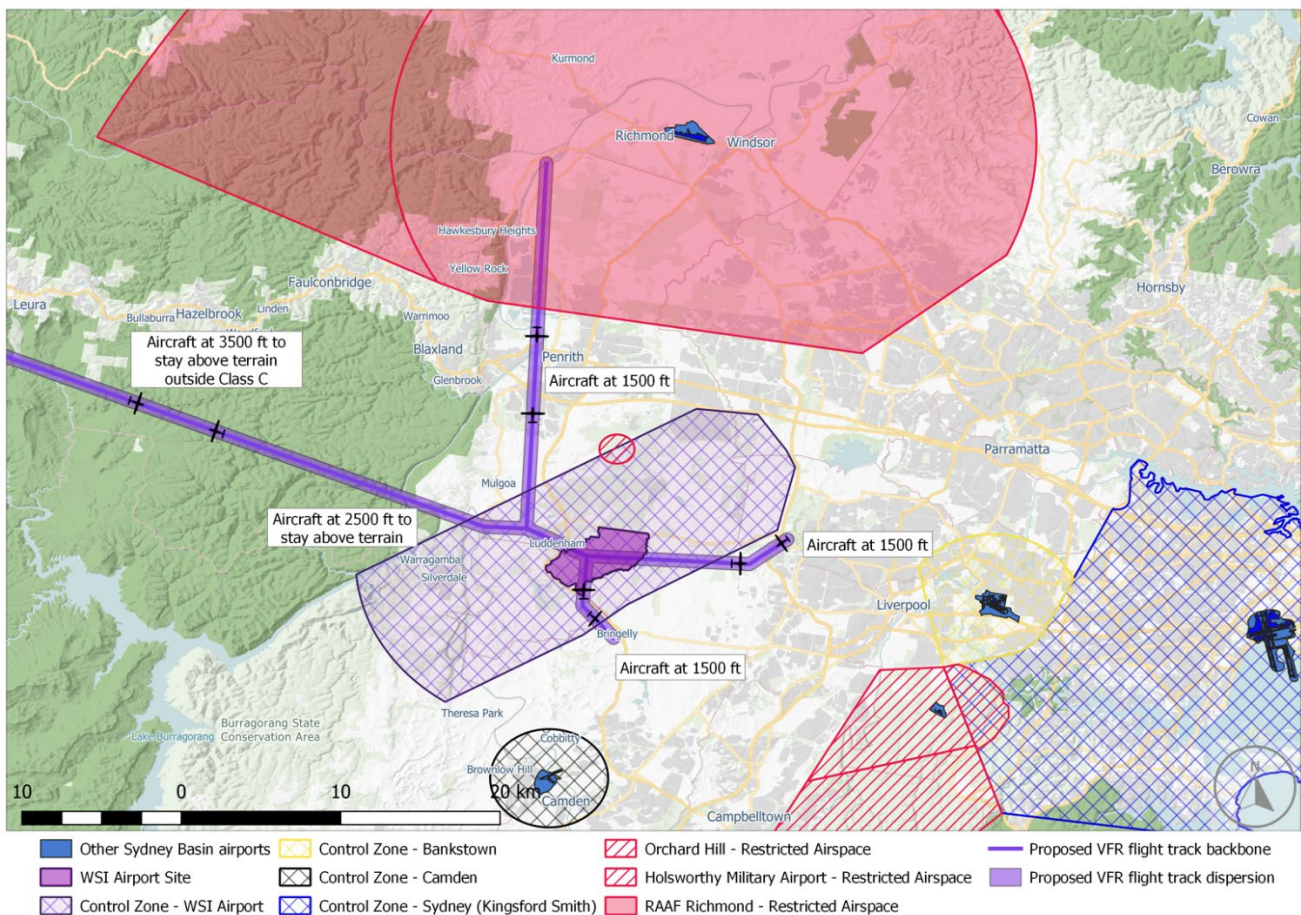 Kurmond
Cowan
Richmond
Windsor
Berowra
Hawkesbury Heights
Yellow Rock
Faulconbridge
Hornsby
Leura
Linden
Bullaburra
Hazelbrook
Warrimoo
Aircraft at 3500 ft to
stay above terrain
outside Class C
Blaxland
Penrith
Glenbrook
Aircraft at 1500 ft
Parramatta
Mulgoa
Aircraft at 2500 ft to
stay above terrain
Luddenham
Aircraft at 1500 ft
Warragamba
Silverdale
Liverpool
Bringelly
Aircraft at 1500 ft
Theresa Park
Burragorang State
Conservation Area
Lake Burragorang
Cobbitty
Brownlow Hill
Camden
Campbelltown
N
10 0 10 20 km
Other Sydney Basin airports
WSI Airport Site
Control Zone - WSI Airport
Control Zone - Bankstown
Control Zone - Camden
Control Zone - Sydney (Kingsford Smith)
Orchard Hill - Restricted Airspace
Holsworthy Military Airport - Restricted Airspace
RAAF Richmond - Restricted Airspace
Proposed VFR flight track backbone
Proposed VFR flight track dispersion